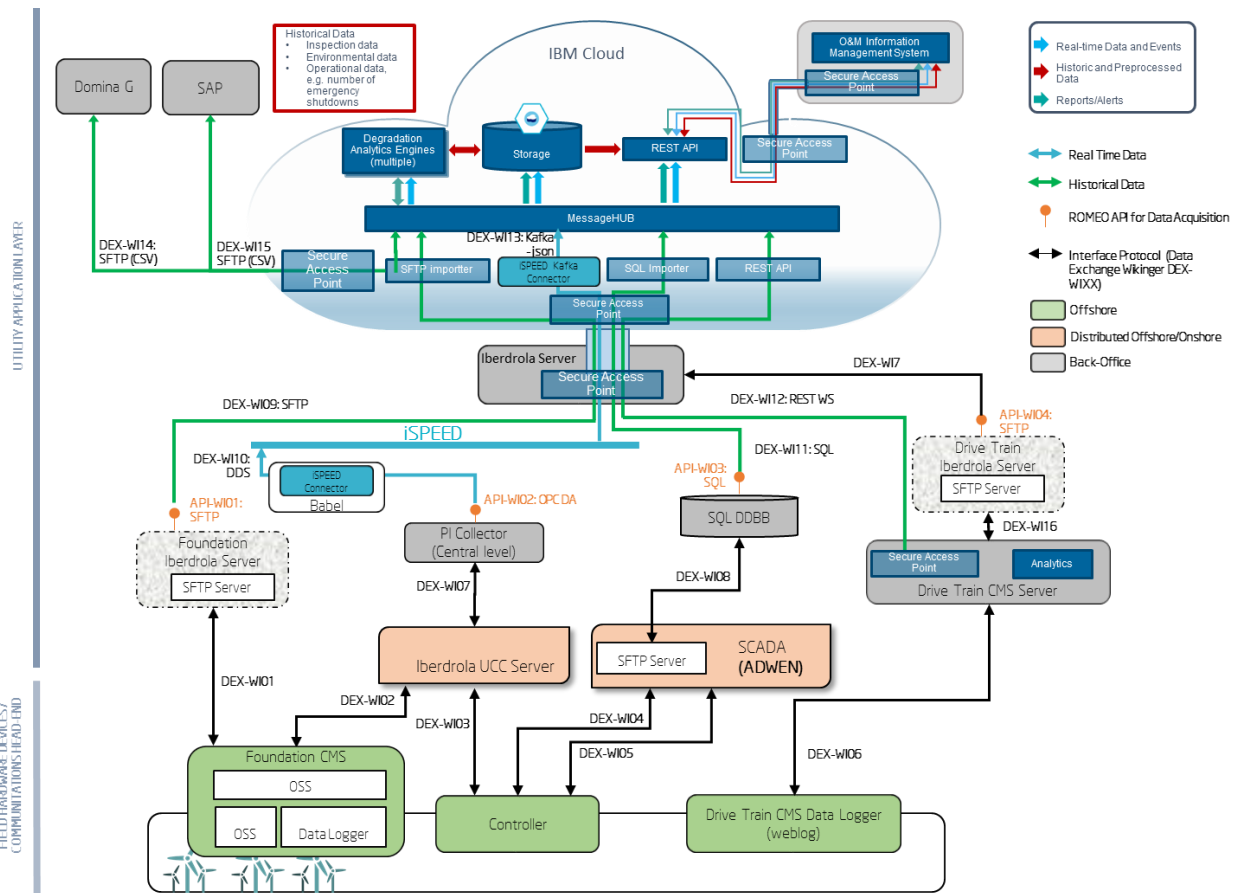 Historical Data
• Inspection data
• Environmental data
• Operational data,
e.g. number of
emergency
shutdowns
IBM Cloud
O&M Information
Management System
Secure Access
Point
Real-time Data and Events
Historic and Preprocessed
Data
Reports/Alerts
Domina G
SAP
Degradation
Analytics Engines
(multiple)
Storage
REST API
Secure Access
Point
Real Time Data
Historical Data
ROMEO API for Data Acquisition
Interface Protocol (Data
Exchange Wikinger DEX-
WIXX)
Offshore
Distributed Offshore/Onshore
Back-Office
MessageHUB
DEX-WI14:
SFTP (CSV)
DEX-WI15
SFTP (CSV)
DEX-WI13: Kafka
-json
Secure
Access
Point
SFTP Importter
iSPEED Kafka
Connector
SQL Importer
REST API
Secure Access
Point
UTILITY APPLICATION LAYER
Iberdrola Server
Secure Access
Point
DEX-WI7
DEX-WI09: SFTP
DEX-WI12: REST WS
iSPEED
DEX-WI10:
DDS
iSPEED
Connector
Babel
DEX-WI11: SQL
API-WI04:
SFTP
Drive Train
Iberdrola Server
SFTP Server
API-WI03:
SQL
API-WI01:
SFTP
API-WI02: OPC DA
SQL DDBB
PI Collector
(Central level)
Foundation
Iberdrola Server
SFTP Server
DEX-WI16
Secure Access
Point
Analytics
Drive Train CMS Server
DEX-WI07
DEX-WI08
Iberdrola UCC Server
SFTP Server
SCADA
(ADWEN)
DEX-WI01
DEX-WI02
DEX-WI03
DEX-WI04
DEX-WI05
DEX-WI06
FIELD HARDWARE DEVICES /
COMMUNITATIONS HEAD-END
Foundation CMS
OSS
OSS
Data Logger
Controller
Drive Train CMS Data Logger
(weblog)